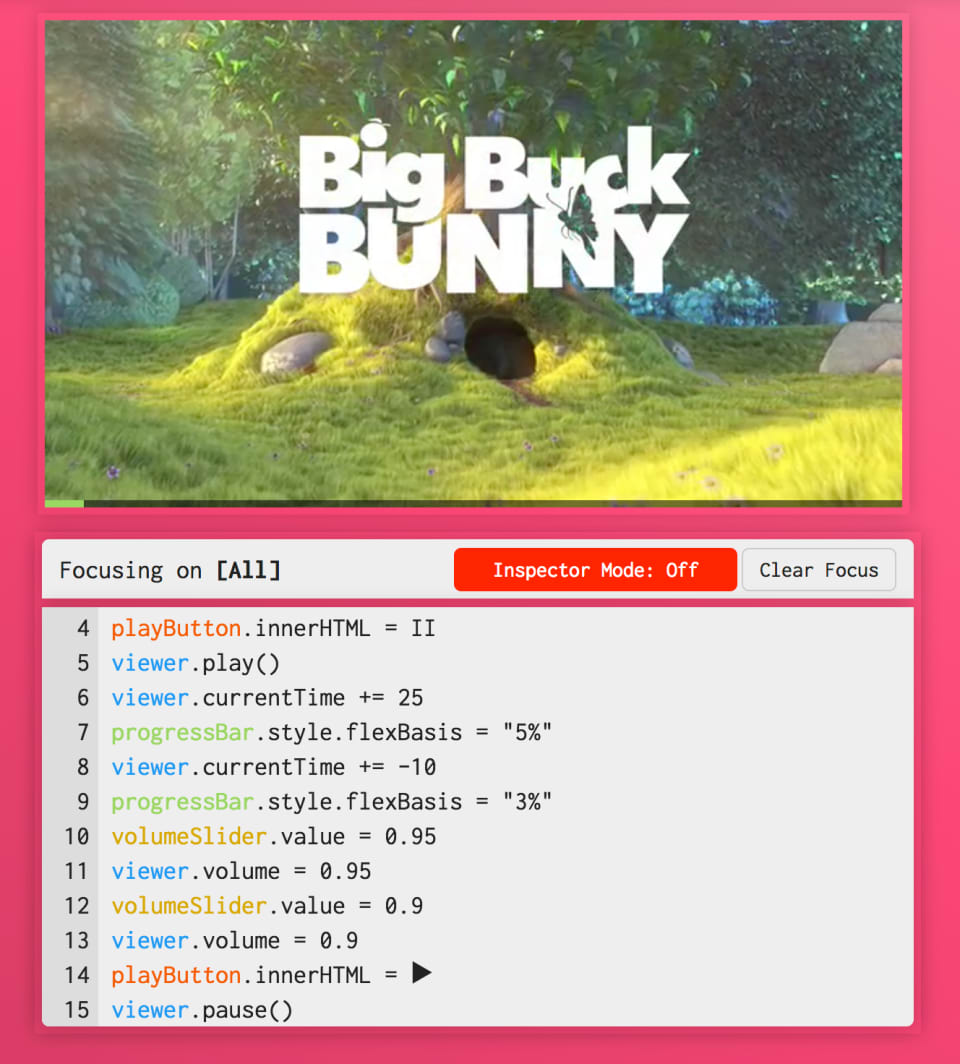 Big Buck
BUNNY
Focusing on [All]
Inspector Mode: Off
Clear Focus
4 playButton.innerHTML = II
5 viewer.play()
6 viewer.currentTime += 25
7 progressBar.style.flexBasis = "5%"
8 viewer.currentTime += -10
9 progressBar.style.flexBasis = "3%"
10 volumeSlider.value = 0.95
11 viewer.volume = 0.95
12 volumeSlider.value = 0.9
13 viewer.volume = 0.9
14 playButton.innerHTML = ▶
15 viewer.pause()